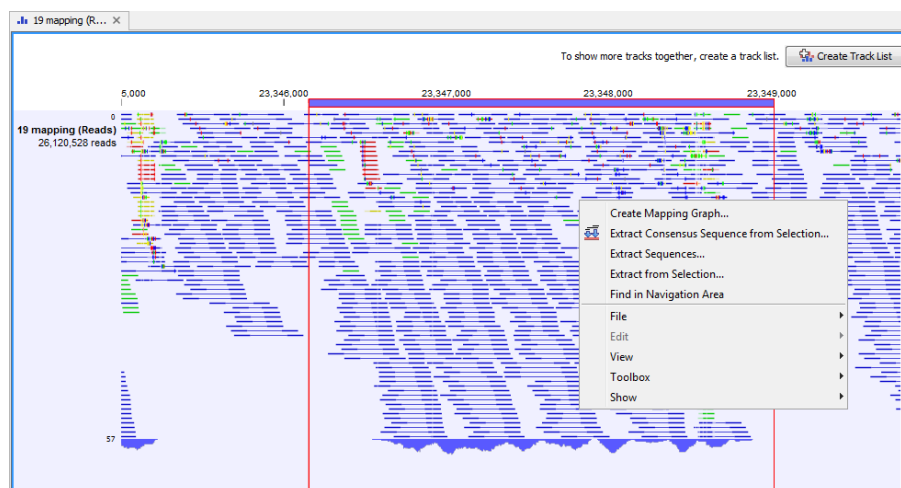 19 mapping (R...
To show more tracks together, create a track list.
Create Track List
5,000
23,346,000
23,347,000
23,348,000
23,349,000
0
19 mapping (Reads)
26,120,528 reads
Create Mapping Graph...
Extract Consensus Sequence from Selection...
Extract Sequences...
Extract from Selection...
Find in Navigation Area
File
Edit
View
Toolbox
Show
57